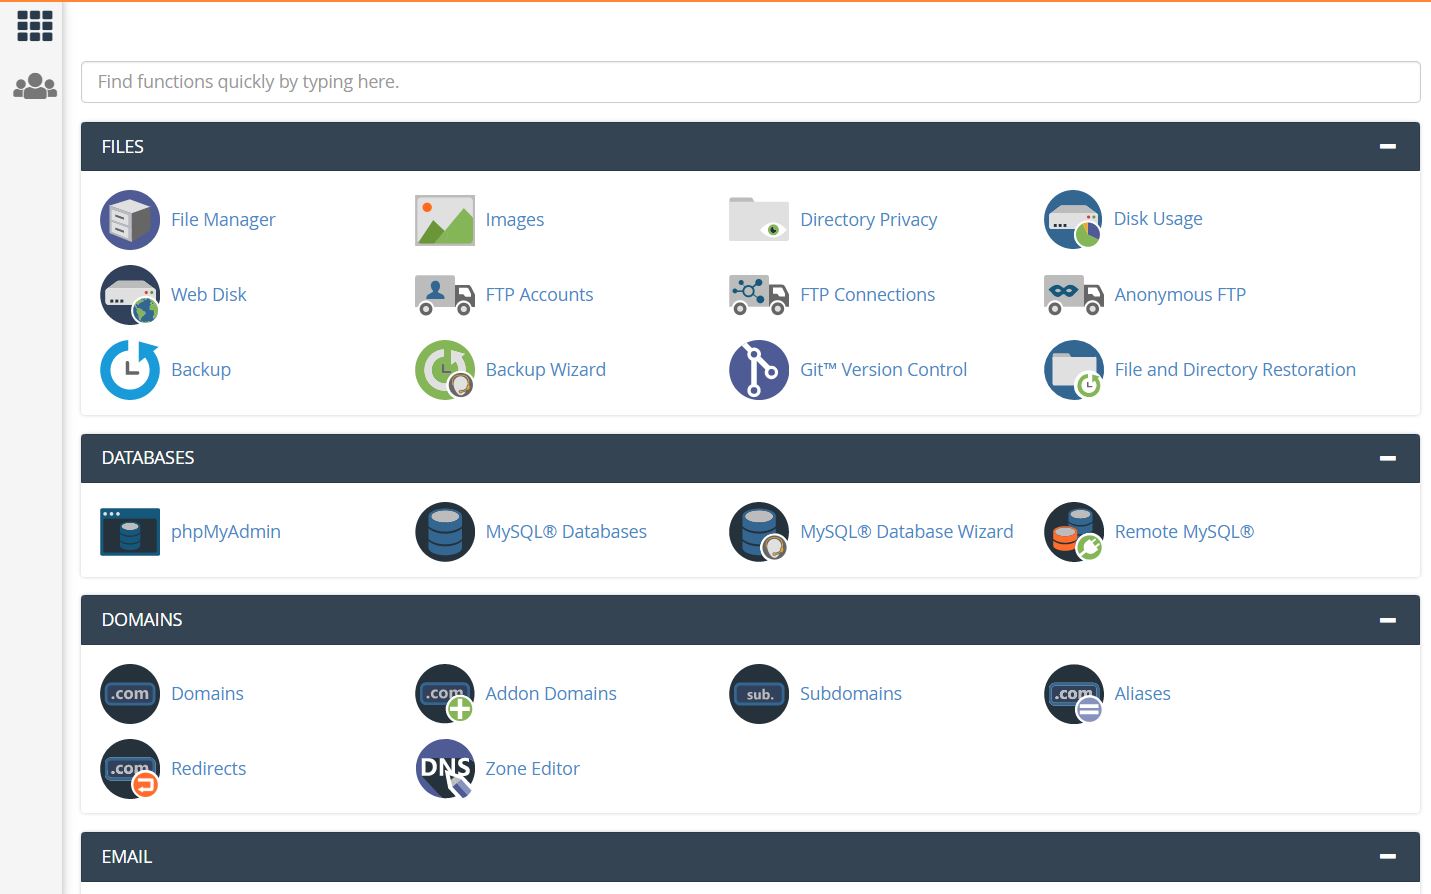 Find functions quickly by typing here.
FILES
File Manager
Images
Directory Privacy
Disk Usage
Web Disk
FTP Accounts
FTP Connections
Anonymous FTP
Backup
Backup Wizard
Git™ Version Control
File and Directory Restoration
DATABASES
phpMyAdmin
MySQL® Databases
MySQL® Database Wizard
Remote MySQL®
DOMAINS
.com Domains
.com Addon Domains
sub. Subdomains
.com Aliases
.com Redirects
DNS Zone Editor
EMAIL